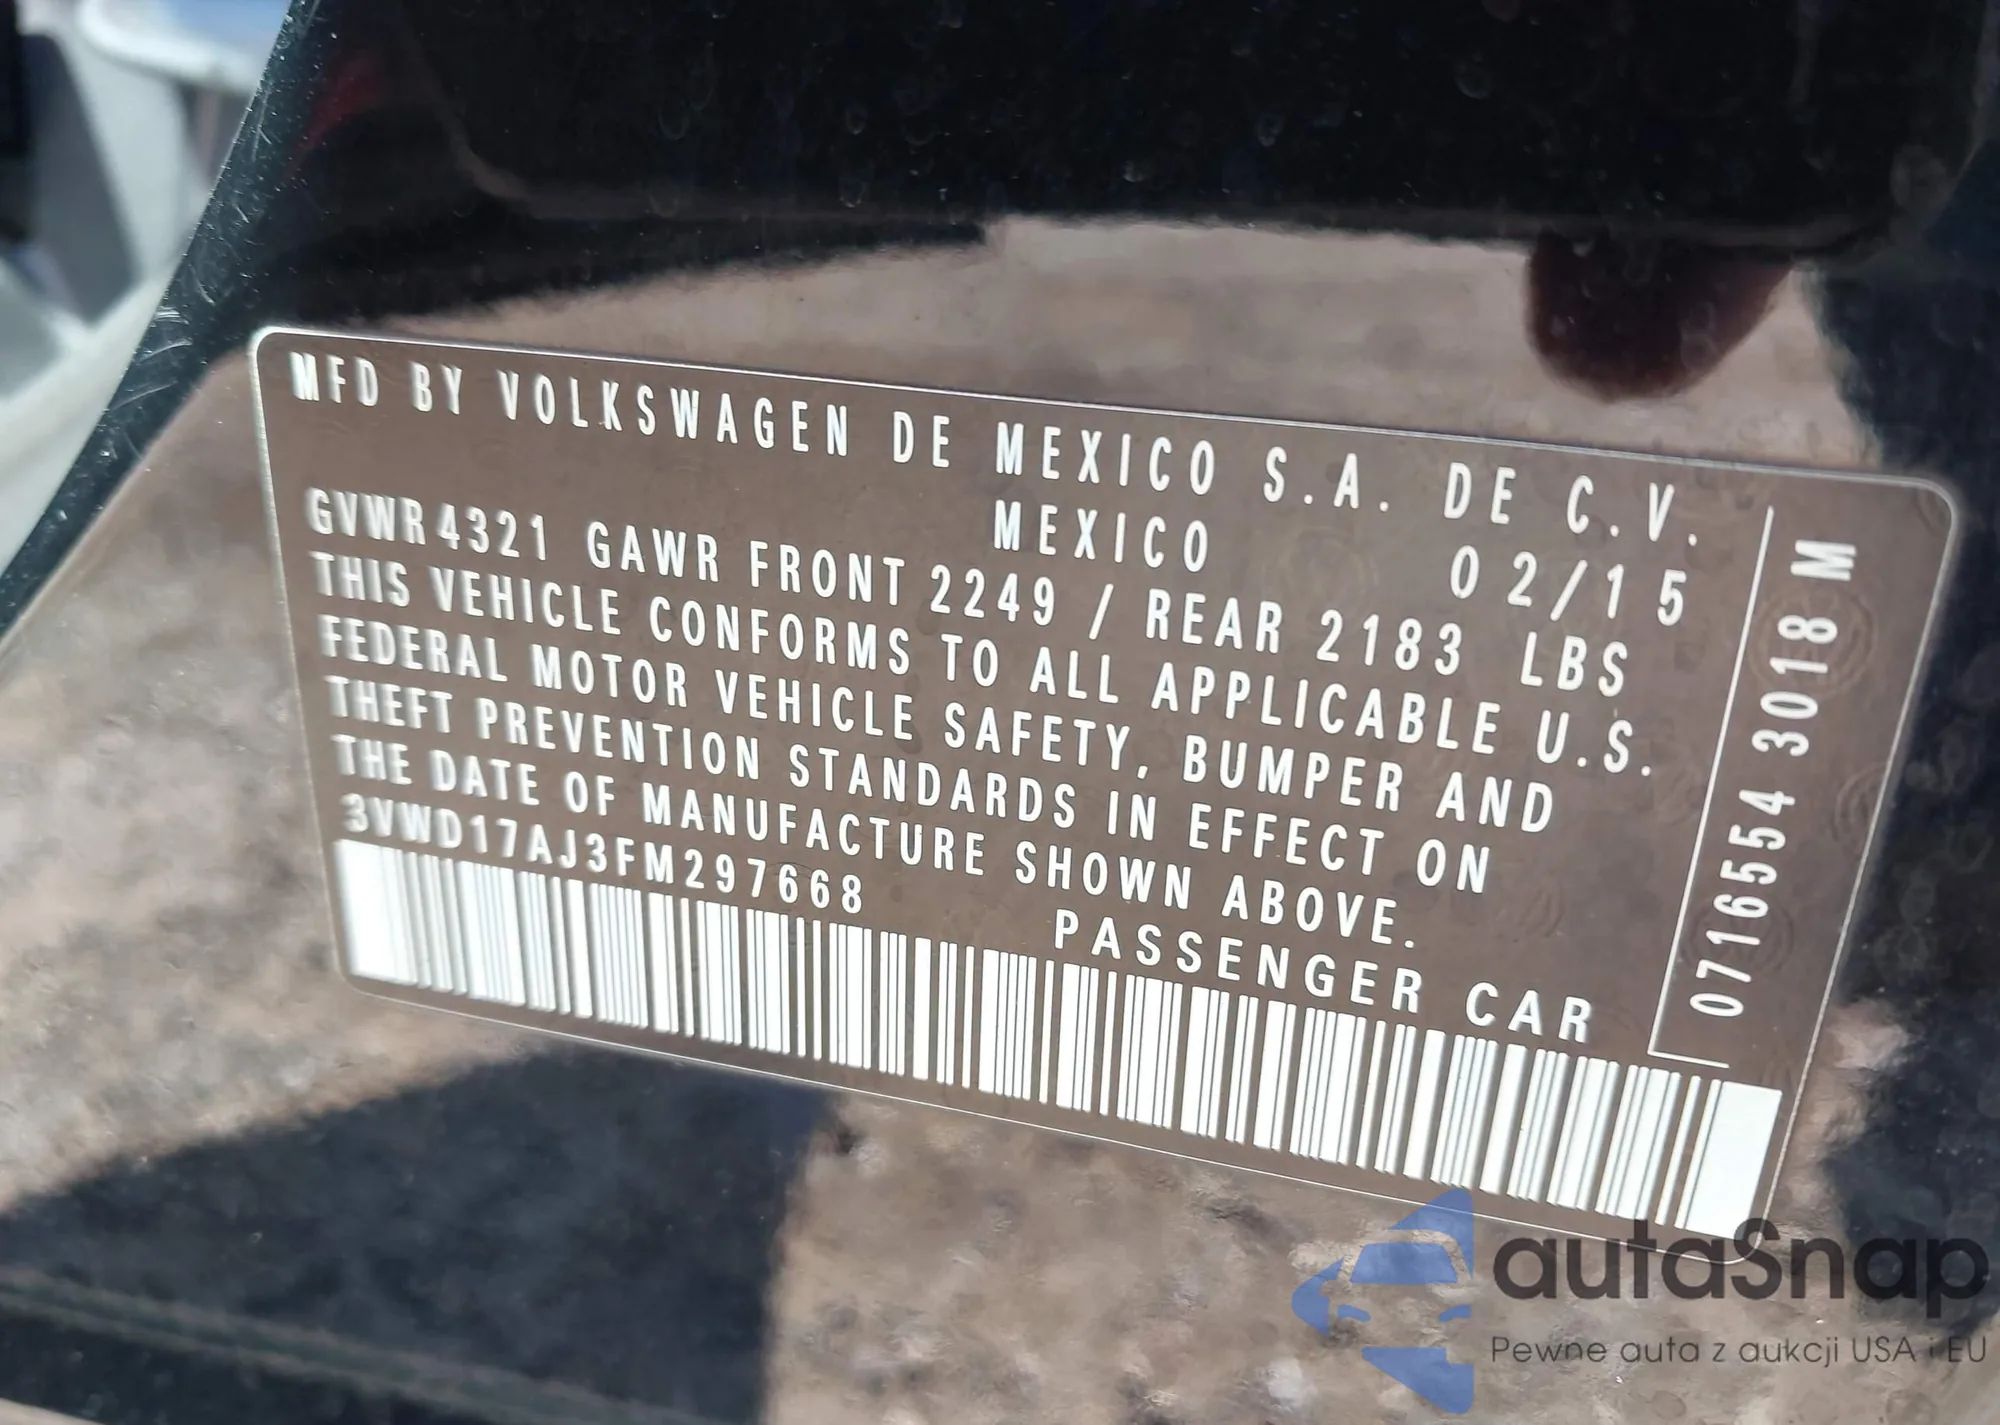 MFD BY VOLKSWAGEN DE MEXICO S.A. DE C.V.
MEXICO 02/15
GVWR 4321 GAWR FRONT 2249 / REAR 2183 LBS
THIS VEHICLE CONFORMS TO ALL APPLICABLE U.S.
FEDERAL MOTOR VEHICLE SAFETY, BUMPER AND
THEFT PREVENTION STANDARDS IN EFFECT ON
THE DATE OF MANUFACTURE SHOWN ABOVE.
3VWD17AJ3FM297668 PASSENGER CAR
0716554 3018 M
autaSnap
Pewne auta z aukcji USA i EU